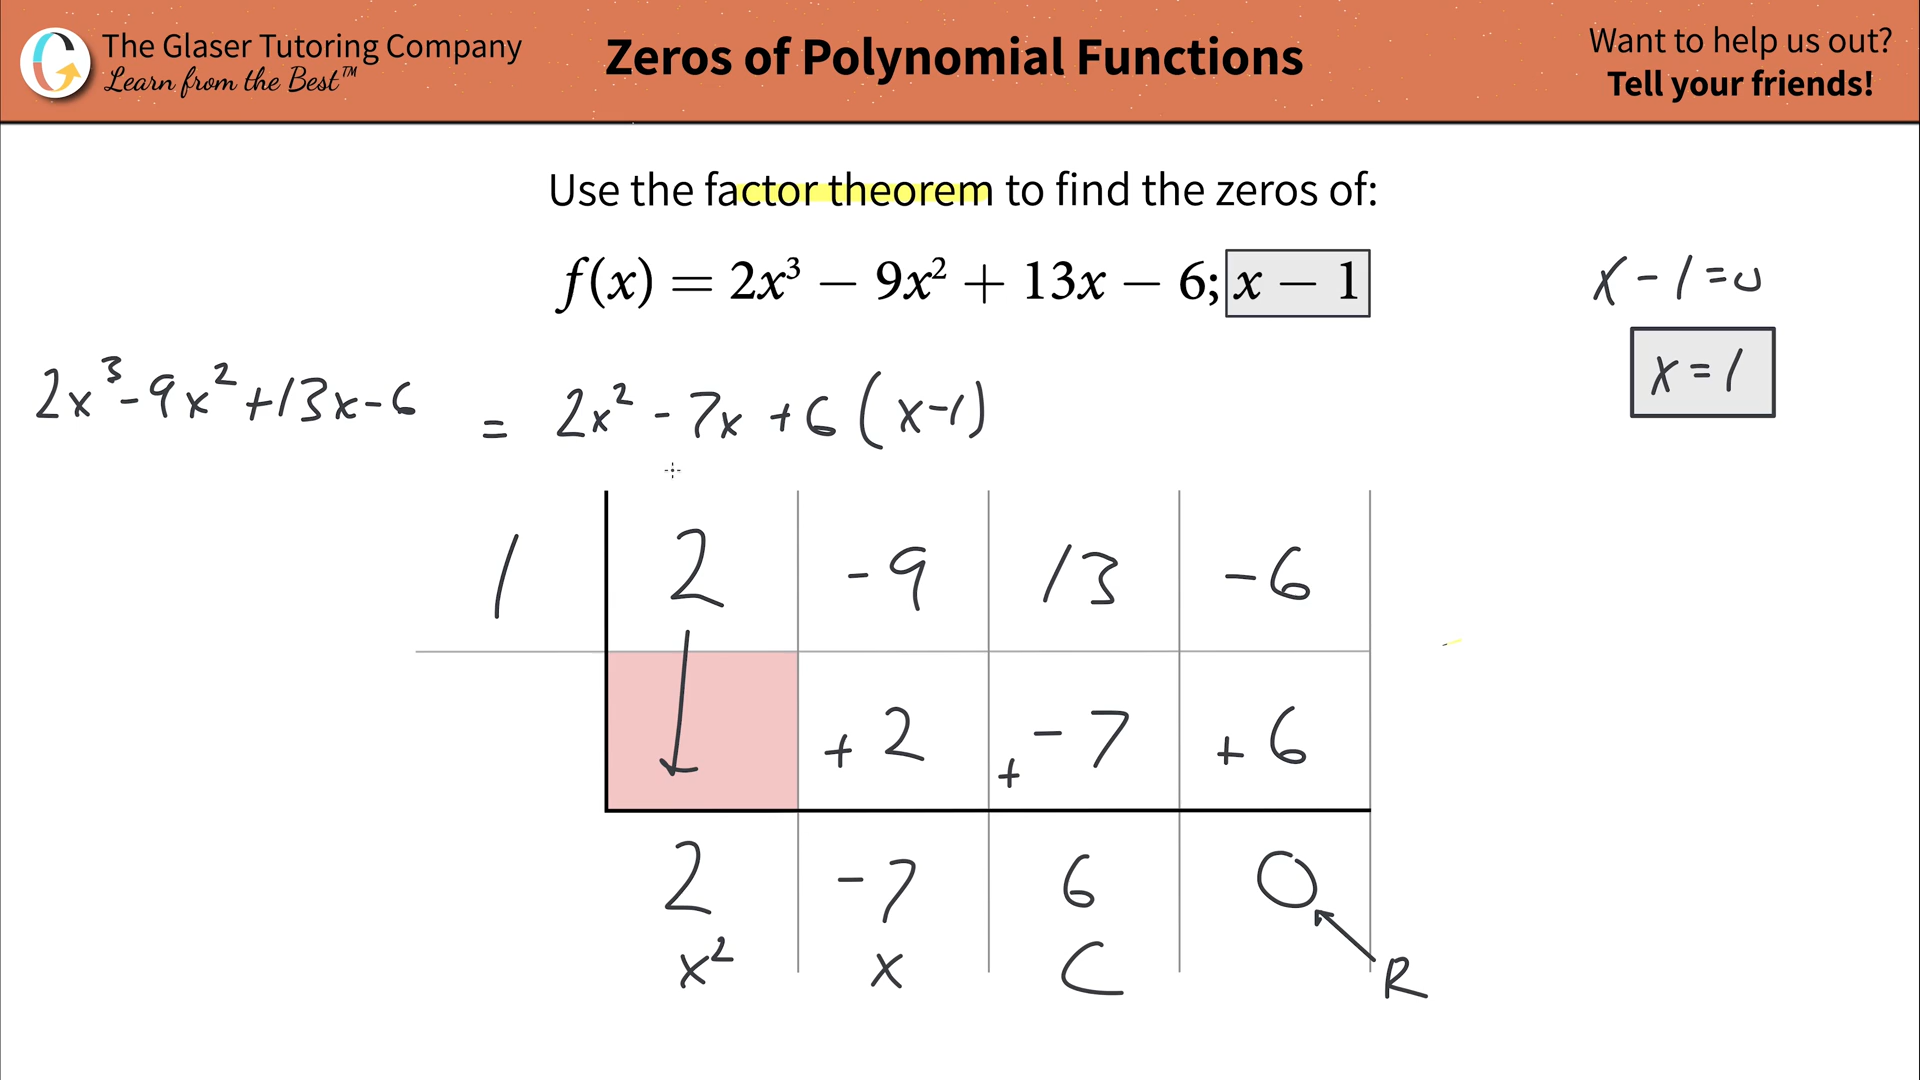 The Glaser Tutoring Company
Learn from the Best™
Zeros of Polynomial Functions
Want to help us out?
Tell your friends!
Use the factor theorem to find the zeros of:
f(x) = 2x³ − 9x² + 13x − 6; x − 1
x - 1 = 0
x = 1
2x³ - 9x² + 13x - 6 = 2x² - 7x + 6 (x - 1)
1 2 -9 13 -6
+ 2 + -7 + 6
2 -7 6 0
x² x C R